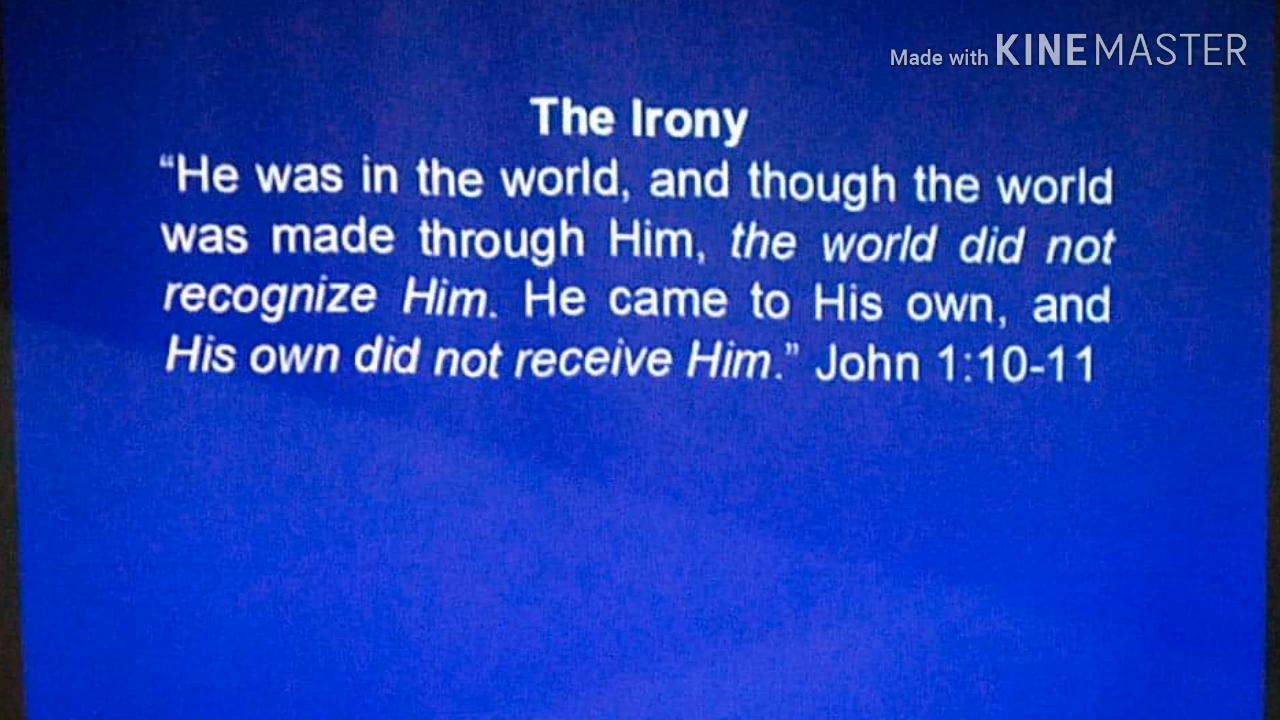 Made with KINEMASTER
The Irony
“He was in the world, and though the world
was made through Him, the world did not
recognize Him. He came to His own, and
His own did not receive Him.” John 1:10-11